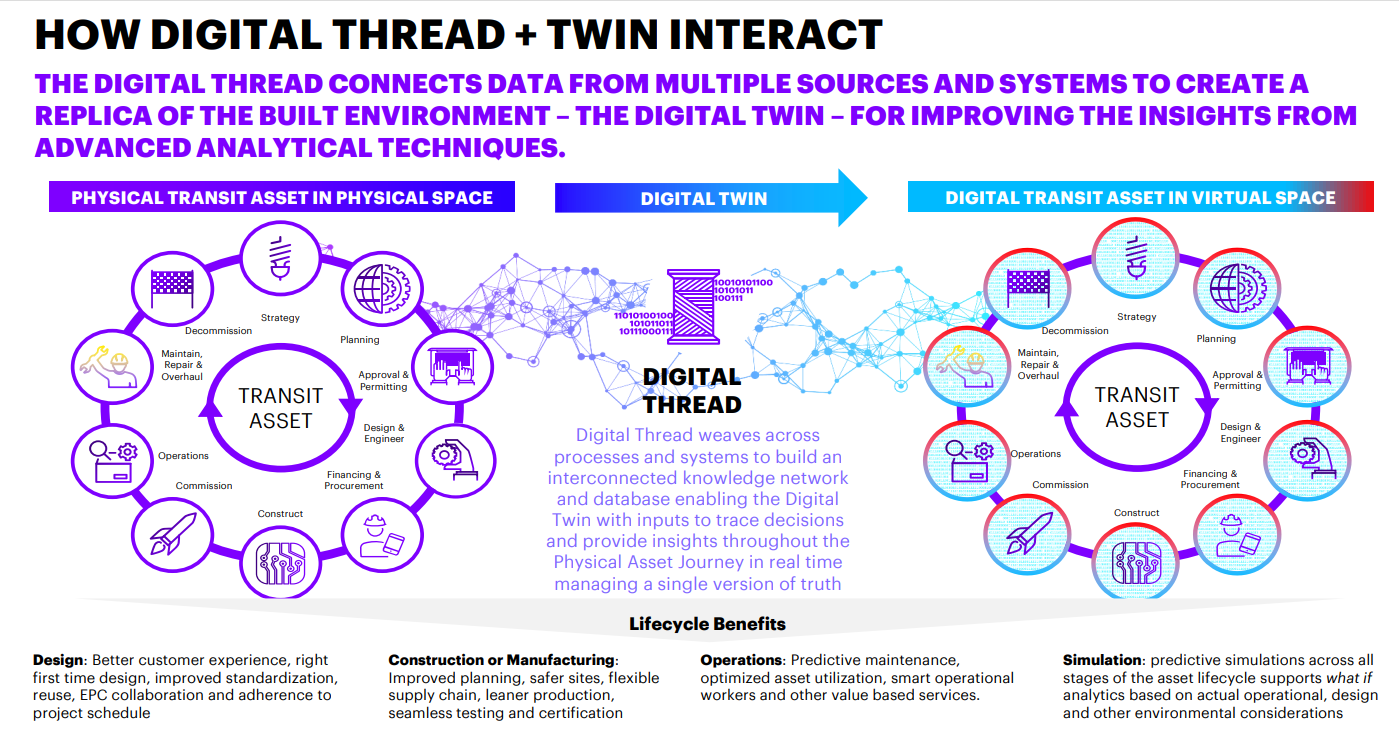 HOW DIGITAL THREAD + TWIN INTERACT
THE DIGITAL THREAD CONNECTS DATA FROM MULTIPLE SOURCES AND SYSTEMS TO CREATE A
REPLICA OF THE BUILT ENVIRONMENT – THE DIGITAL TWIN – FOR IMPROVING THE INSIGHTS FROM
ADVANCED ANALYTICAL TECHNIQUES.
PHYSICAL TRANSIT ASSET IN PHYSICAL SPACE
Strategy
Planning
Approval &
Permitting
Design &
Engineer
Financing &
Procurement
Construct
Commission
Operations
Maintain,
Repair &
Overhaul
Decommission
TRANSIT
ASSET
DIGITAL TWIN
10010101100
10101011
100111
11010100100
10101101
1011100011
DIGITAL
THREAD
Digital Thread weaves across
processes and systems to build an
interconnected knowledge network
and database enabling the Digital
Twin with inputs to trace decisions
and provide insights throughout the
Physical Asset Journey in real time
managing a single version of truth
DIGITAL TRANSIT ASSET IN VIRTUAL SPACE
Strategy
Planning
Approval &
Permitting
Design &
Engineer
Financing &
Procurement
Construct
Commission
Operations
Maintain,
Repair &
Overhaul
Decommission
TRANSIT
ASSET
Lifecycle Benefits
Design: Better customer experience, right
first time design, improved standardization,
reuse, EPC collaboration and adherence to
project schedule
Construction or Manufacturing:
Improved planning, safer sites, flexible
supply chain, leaner production,
seamless testing and certification
Operations: Predictive maintenance,
optimized asset utilization, smart operational
workers and other value based services.
Simulation: predictive simulations across all
stages of the asset lifecycle supports what if
analytics based on actual operational, design
and other environmental considerations